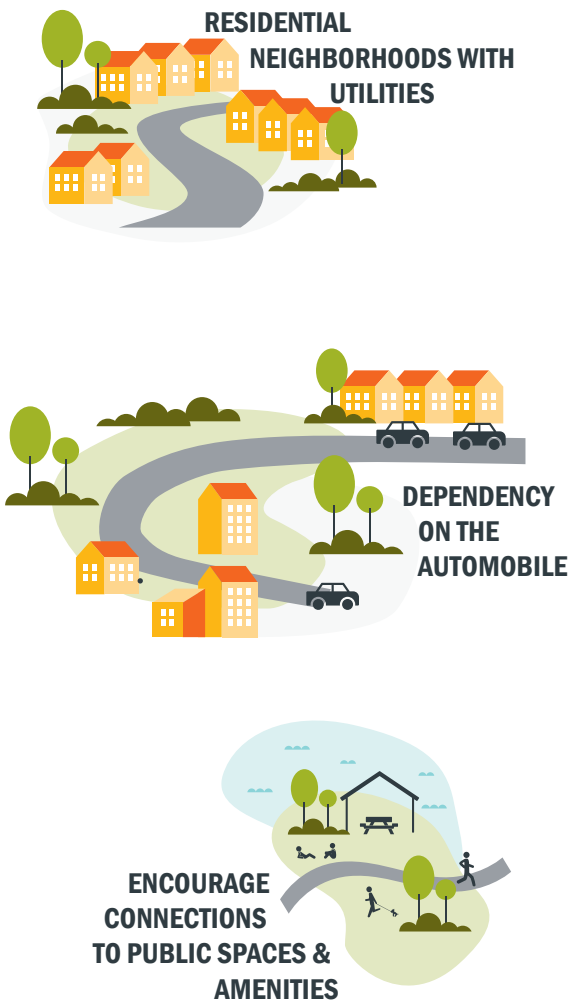 RESIDENTIAL
NEIGHBORHOODS WITH
UTILITIES
DEPENDENCY
ON THE
AUTOMOBILE
ENCOURAGE
CONNECTIONS
TO PUBLIC SPACES &
AMENITIES